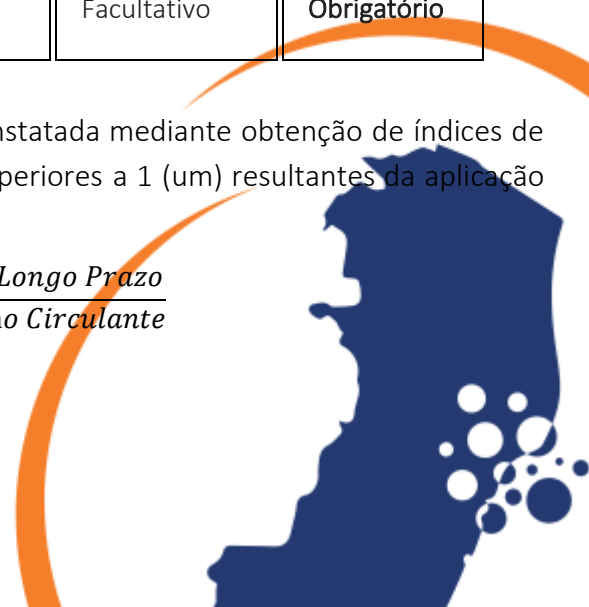 Facultativo Obrigatório
nstatada mediante obtenção de índices de
periores a 1 (um) resultantes da aplicação
Longo Prazo
o Circulante